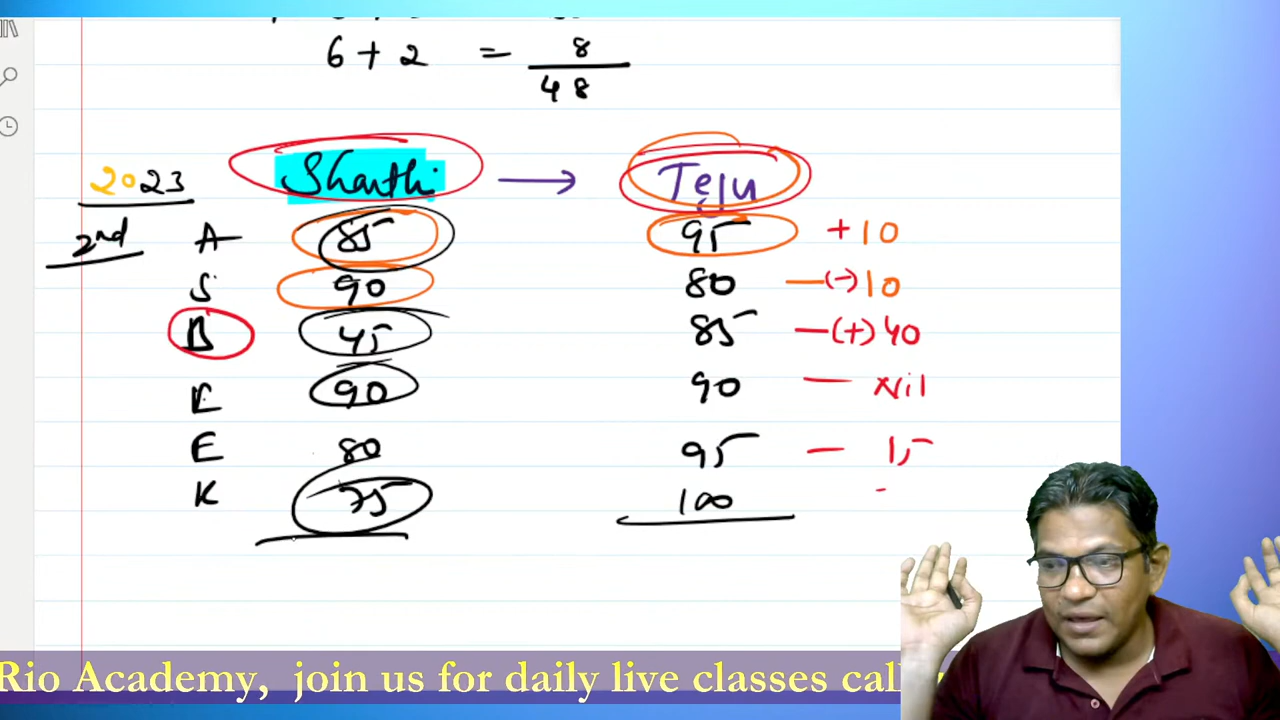 6 + 2 = 8
48
2023 Sharthi → Teju
2nd A 85 95 + 10
S 90 80 —(-) 10
B 45 85 —(+) 40
90 90 — Nil
E 80 95 — 15
K 75 100
Rio Academy, join us for daily live classes cal